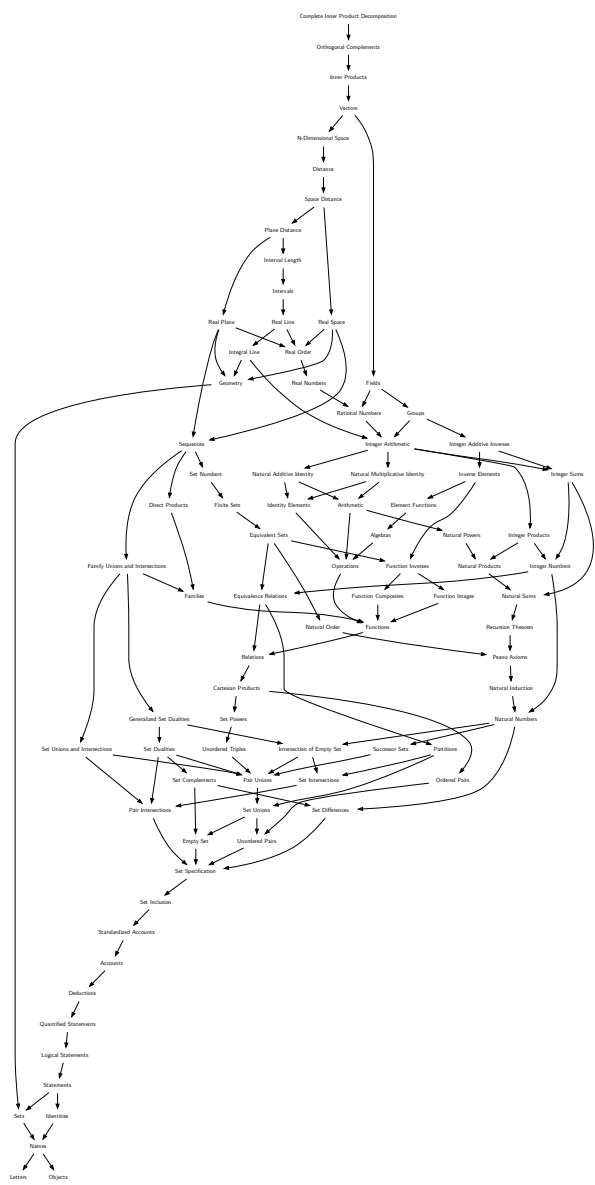 Complete Inner Product Decomposition
Orthogonal Complements
Inner Products
Vectors
N-Dimensional Space
Distance
Space Distance
Plane Distance
Interval Length
Intervals
Real Plane Real Line Real Space
Integral Line Real Order
Geometry Real Numbers Fields
Rational Numbers Groups
Sequences Integer Arithmetic Integer Additive Inverses
Set Numbers Natural Additive Identity Natural Multiplicative Identity Inverse Elements Integer Sums
Direct Products Finite Sets Identity Elements Arithmetic Element Functions
Equivalent Sets Algebras Natural Powers Integer Products
Family Unions and Intersections Operations Function Inverses Natural Products Integer Numbers
Families Equivalence Relations Function Composites Function Images Natural Sums
Natural Order Functions Recursion Theorem
Relations Peano Axioms
Cartesian Products Natural Induction
Generalized Set Dualities Set Powers Natural Numbers
Set Unions and Intersections Set Dualities Unordered Triples Intersection of Empty Set Successor Sets Partitions
Set Complements Pair Unions Set Intersections Ordered Pairs
Pair Intersections Set Unions Set Differences
Empty Set Unordered Pairs
Set Specification
Set Inclusion
Standardized Accounts
Accounts
Deductions
Quantified Statements
Logical Statements
Statements
Sets Identities
Names
Letters Objects